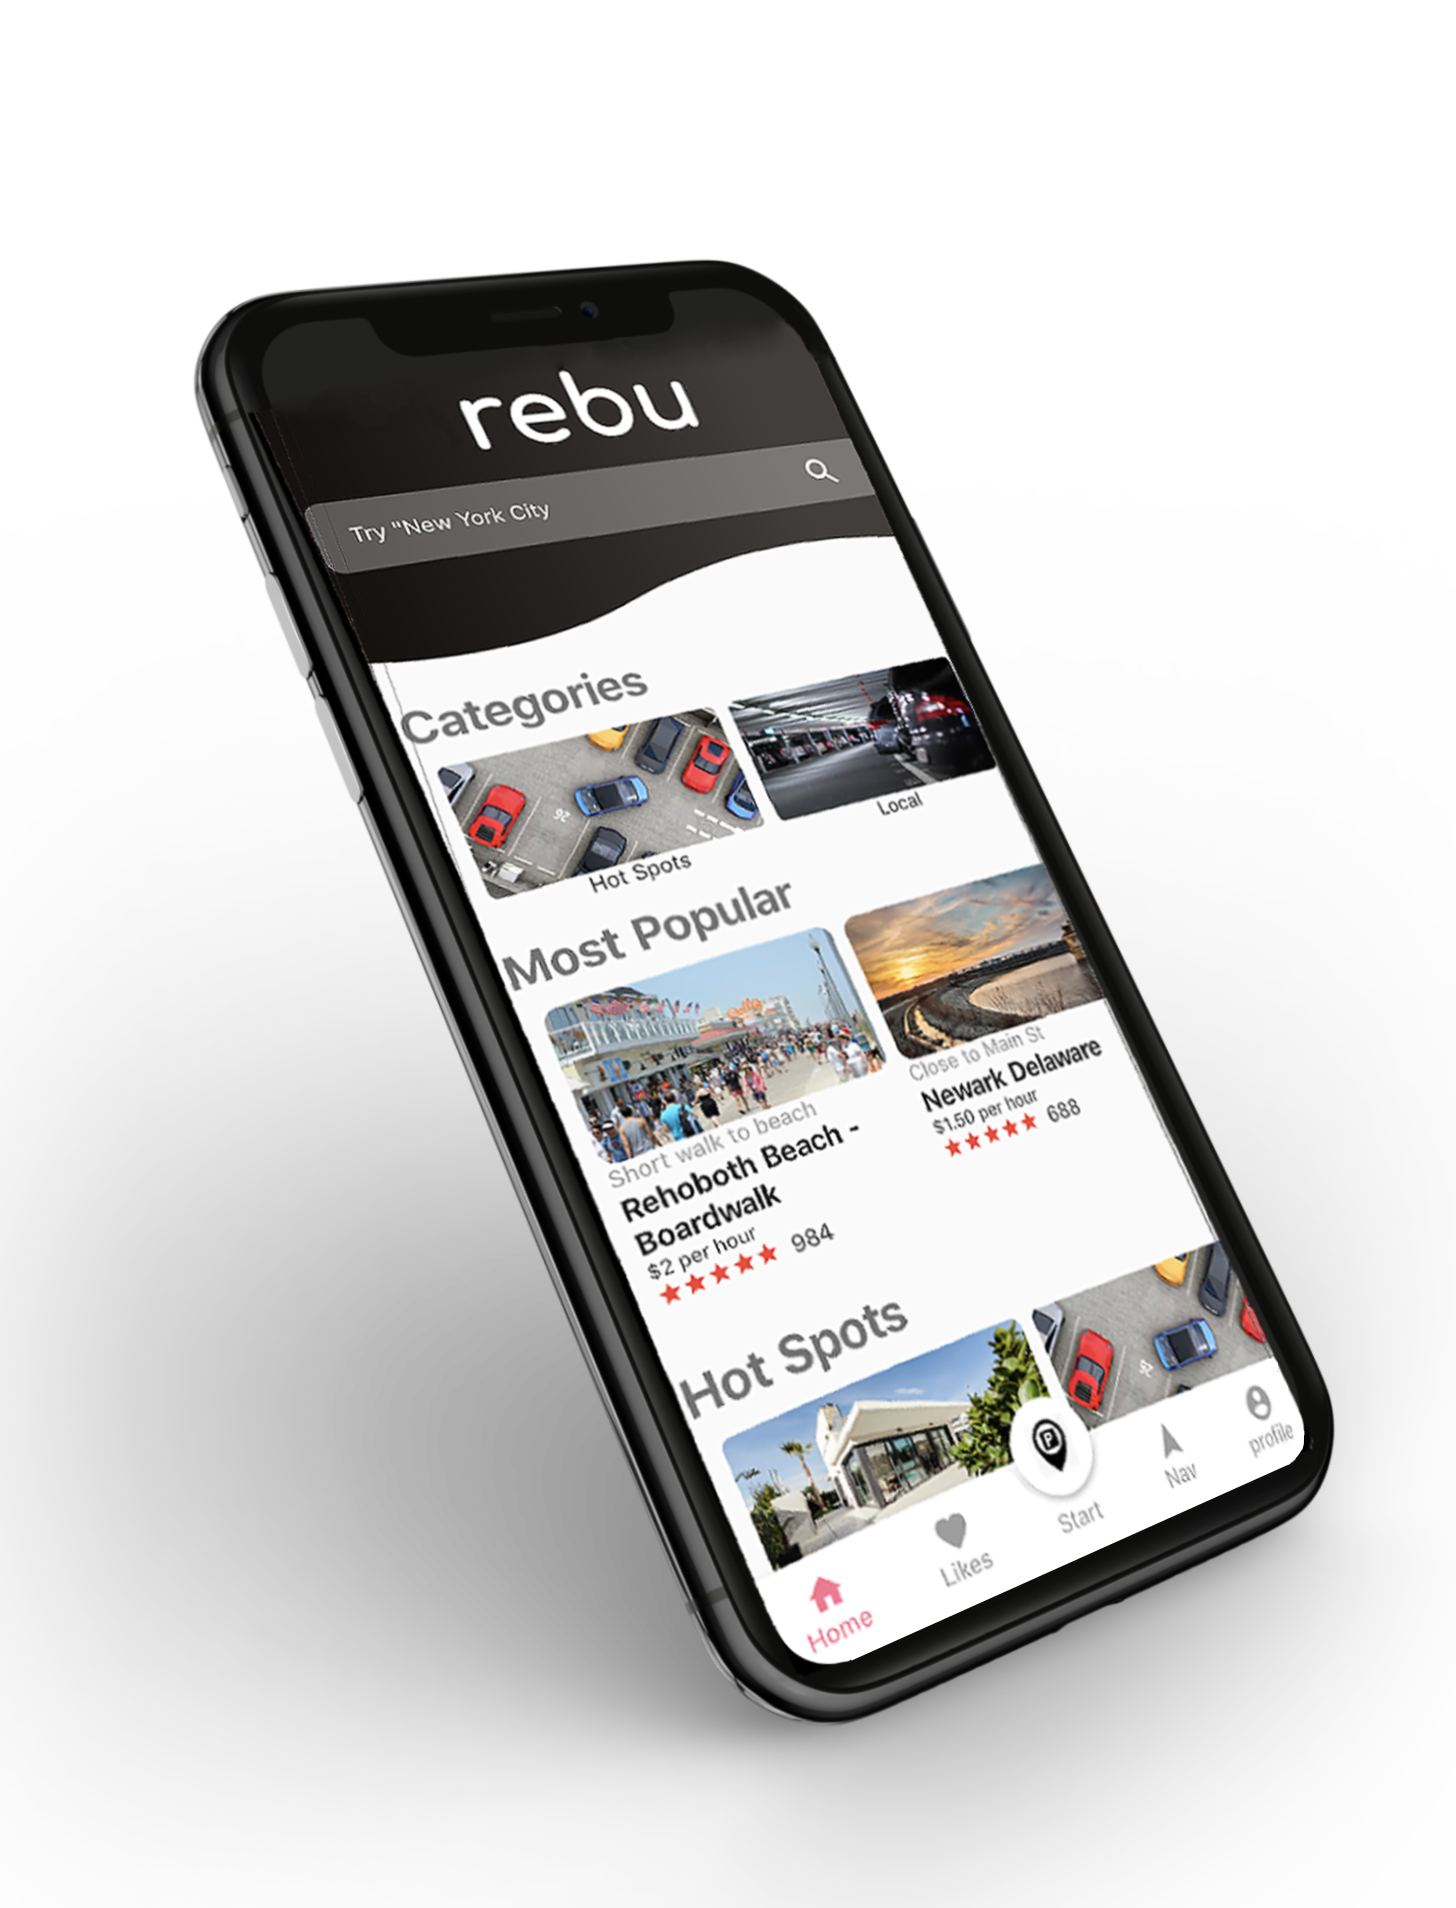 rebu
Try "New York City
Categories
Hot Spots
Local
Most Popular
Short walk to beach
Rehoboth Beach -
Boardwalk
$2 per hour
984
Close to Main St
Newark Delaware
$1.50 per hour
688
Hot Spots
P
Home
Likes
Start
Nav
profile